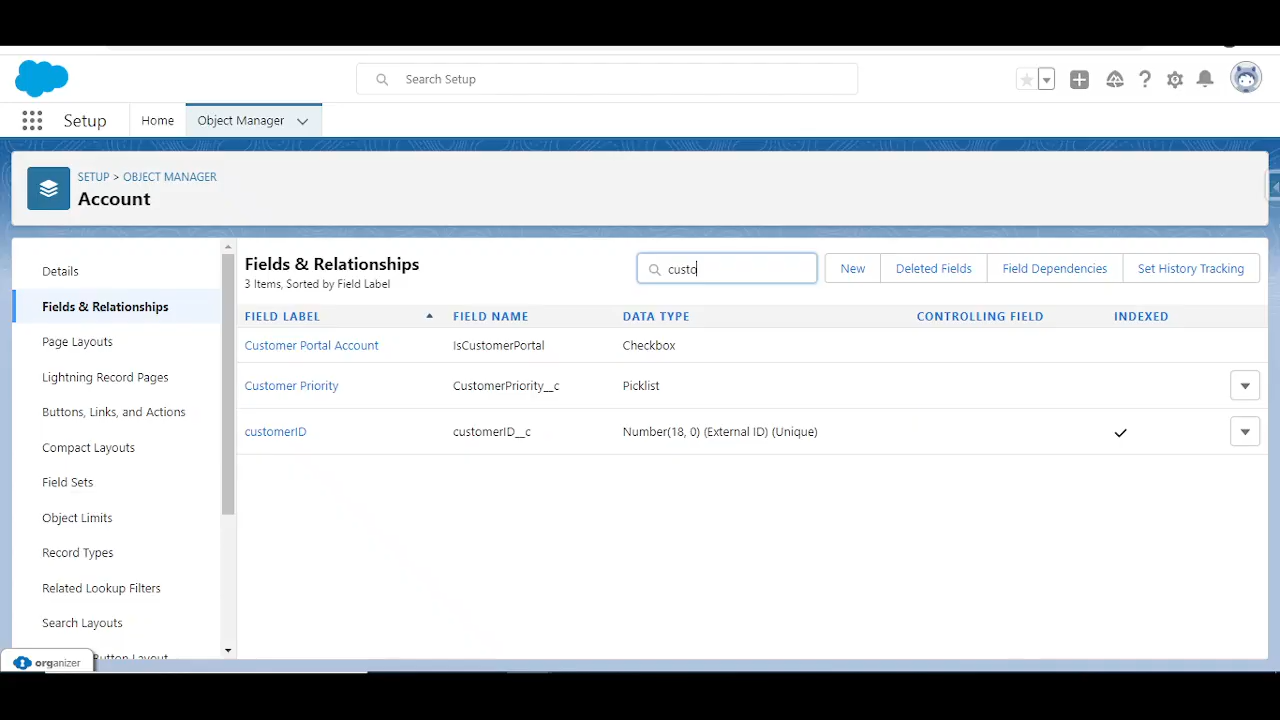 Search Setup
Setup
Home
Object Manager
SETUP > OBJECT MANAGER
Account
Details
Fields & Relationships
Page Layouts
Lightning Record Pages
Buttons, Links, and Actions
Compact Layouts
Field Sets
Object Limits
Record Types
Related Lookup Filters
Search Layouts
Button Layout
organizer
Fields & Relationships
3 Items, Sorted by Field Label
custo
New
Deleted Fields
Field Dependencies
Set History Tracking
FIELD LABEL FIELD NAME DATA TYPE CONTROLLING FIELD INDEXED
Customer Portal Account IsCustomerPortal Checkbox
Customer Priority CustomerPriority__c Picklist
customerID customerID__c Number(18, 0) (External ID) (Unique)